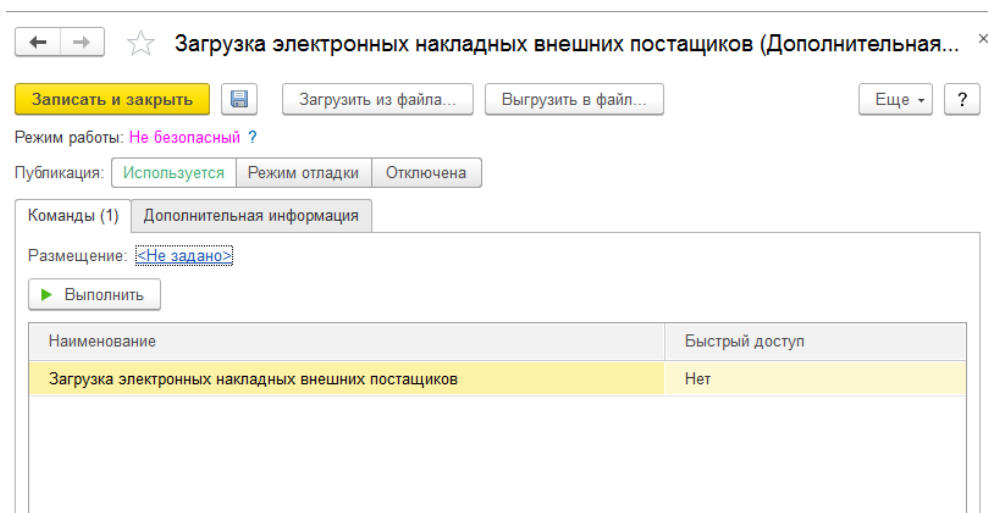 Загрузка электронных накладных внешних постащиков (Дополнительная...
Записать и закрыть Загрузить из файла... Выгрузить в файл... Еще ?
Режим работы: Не безопасный ?
Публикация: Используется Режим отладки Отключена
Команды (1) Дополнительная информация
Размещение: <Не задано>
Выполнить
Наименование Быстрый доступ
Загрузка электронных накладных внешних постащиков Нет